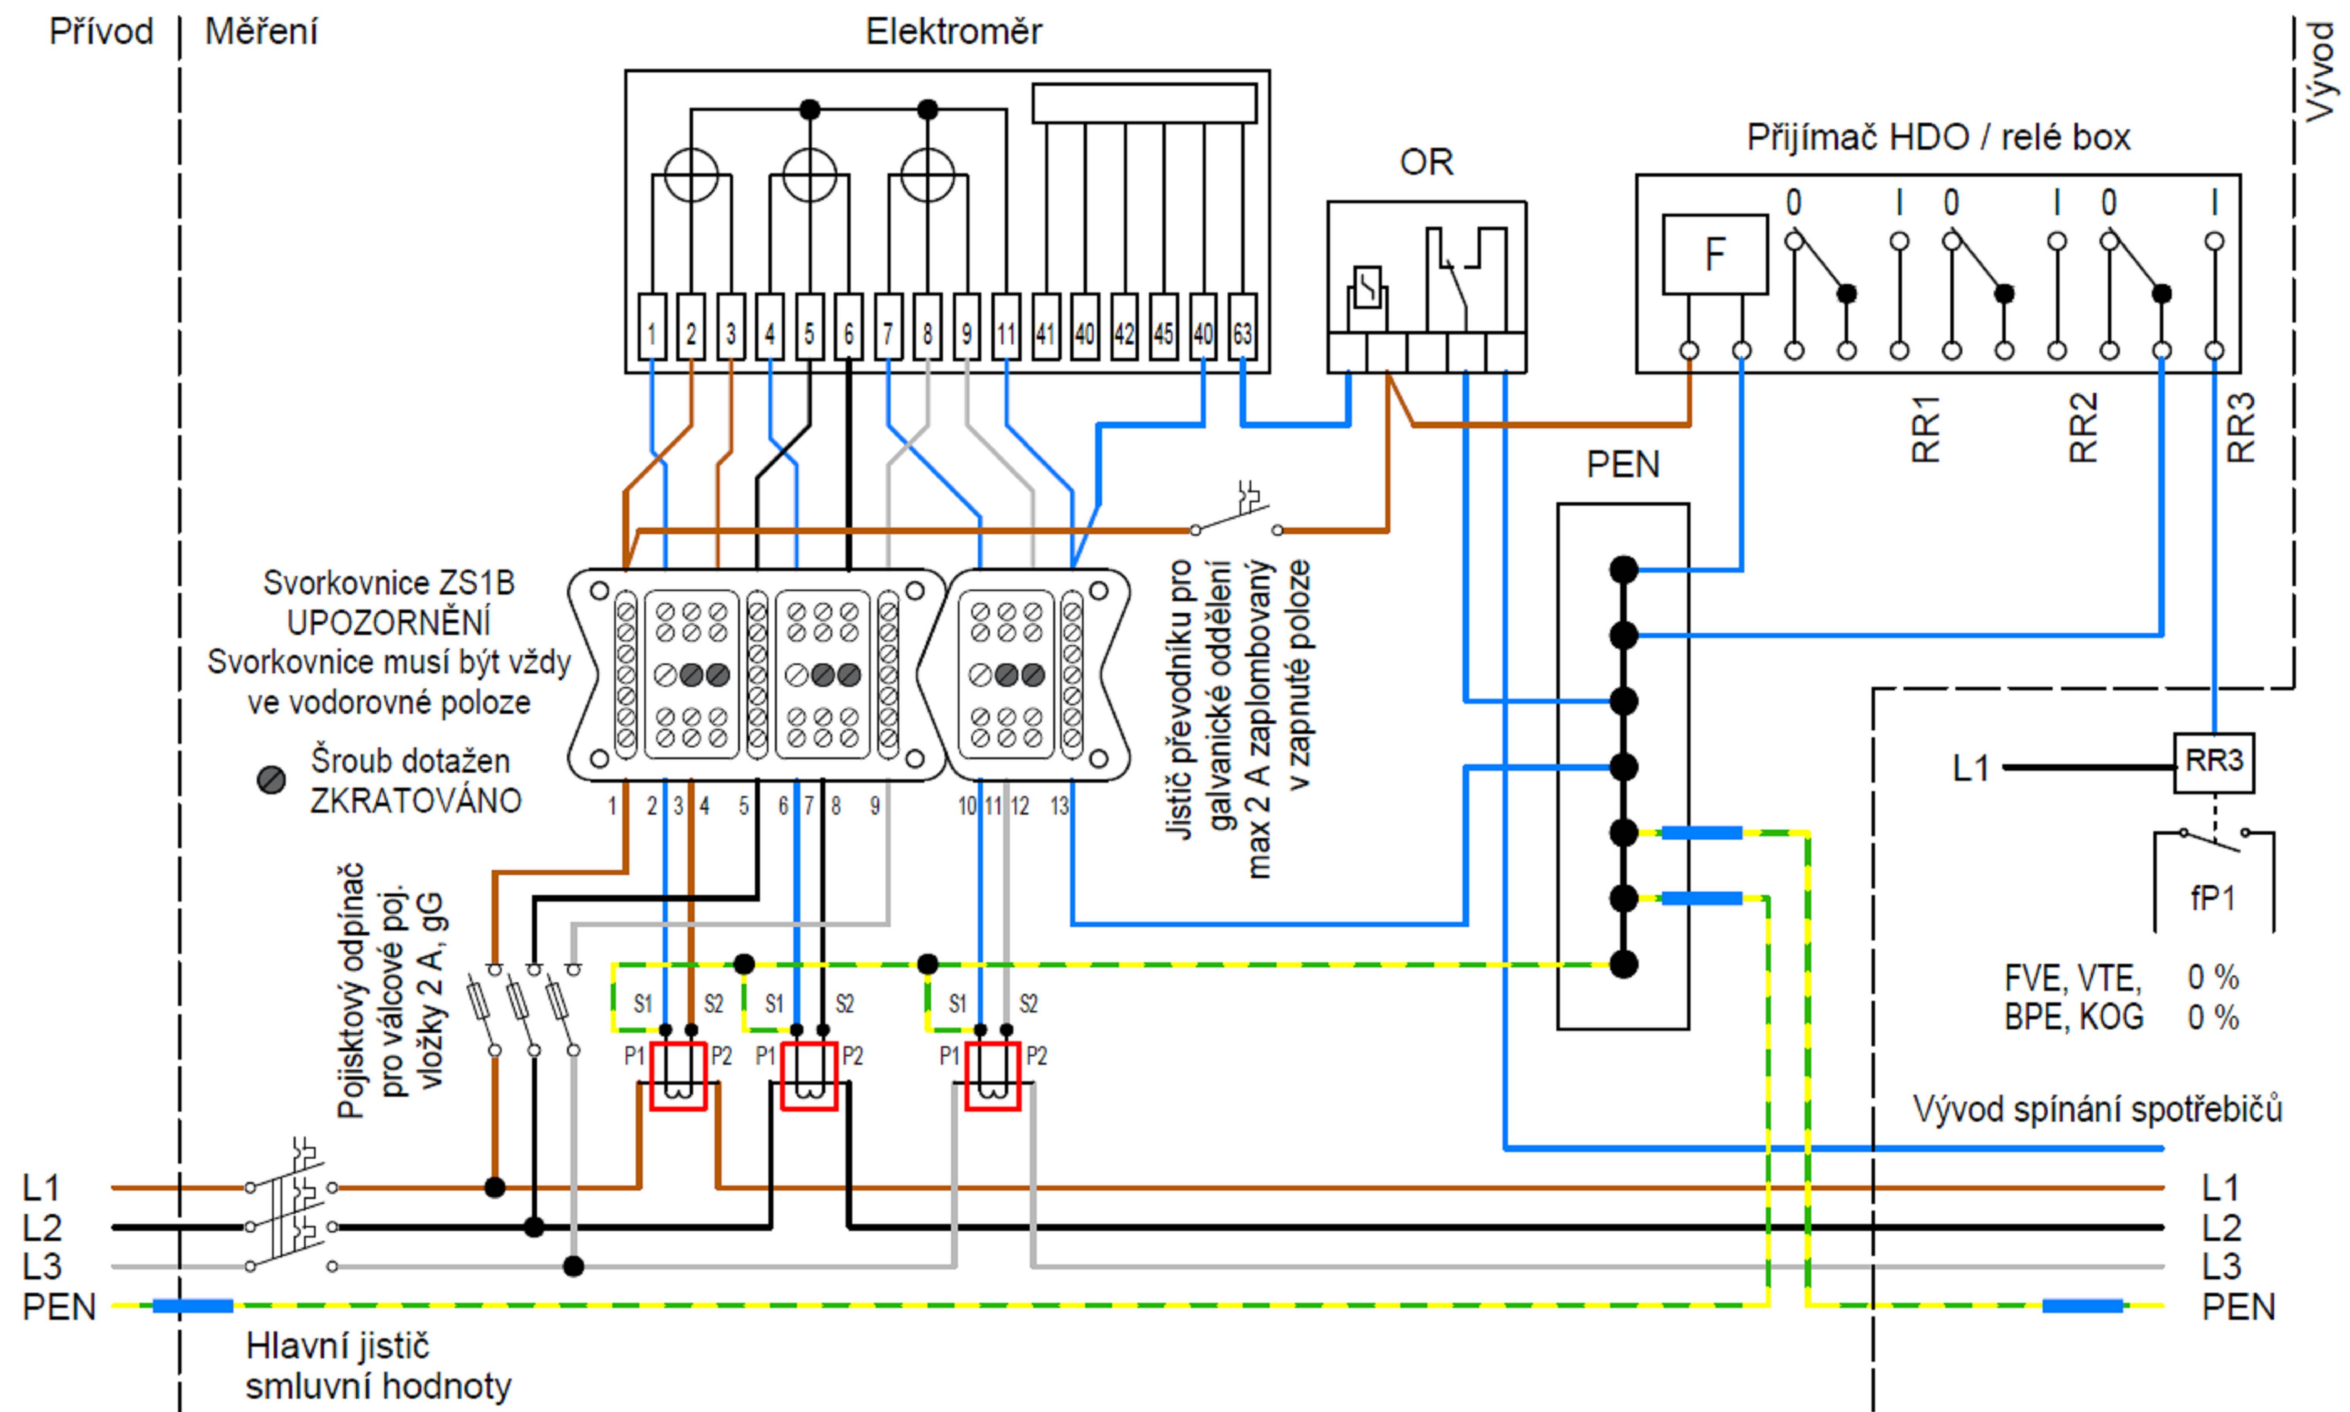 Přívod
Měření
Elektroměr
Vývod
Přijímač HDO / relé box
OR
0 I 0 I 0 I
F
1 2 3 4 5 6 7 8 9 11 41 40 42 45 40 63
RR1
RR2
RR3
PEN
Svorkovnice ZS1B
UPOZORNĚNÍ
Svorkovnice musí být vždy
ve vodorovné poloze
Šroub dotažen
ZKRATOVÁNO
Jistič převodníku pro
galvanické oddělení
max 2 A zaplombovaný
v zapnuté poloze
1 2 3 4 5 6 7 8 9 10 11 12 13
L1
RR3
fP1
Pojisktový odpínač
pro válcové poj.
vložky 2 A, gG
S1 S2 S1 S2 S1 S2
P1 P2 P1 P2 P1 P2
FVE, VTE, 0 %
BPE, KOG 0 %
Vývod spínání spotřebičů
L1
L2
L3
PEN
L1
L2
L3
PEN
Hlavní jistič
smluvní hodnoty